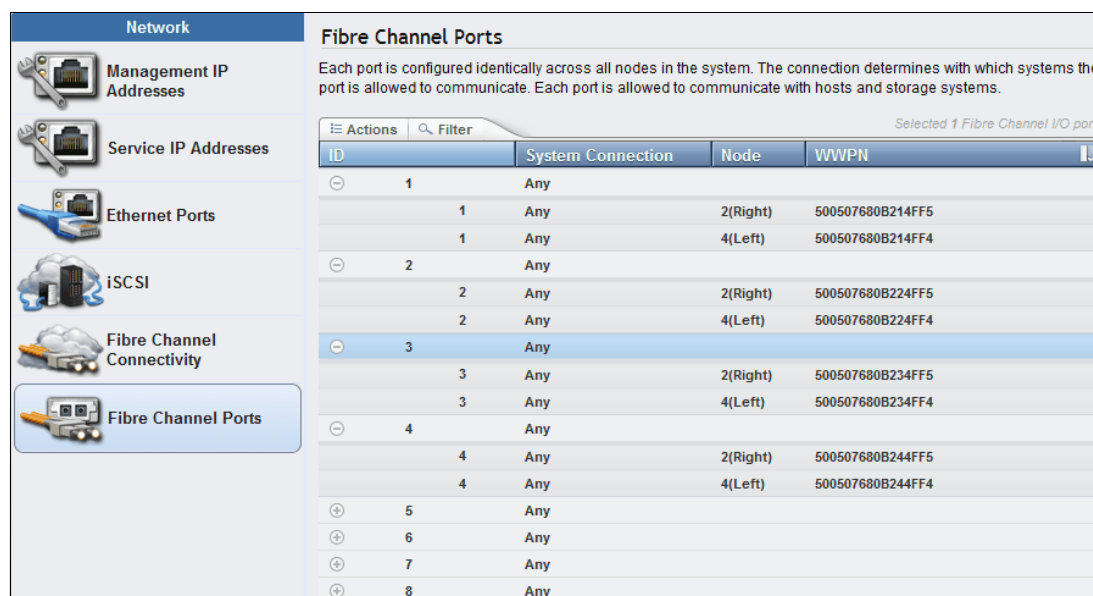 Network
Management IP
Addresses
Service IP Addresses
Ethernet Ports
iSCSI
Fibre Channel
Connectivity
Fibre Channel Ports
Fibre Channel Ports
Each port is configured identically across all nodes in the system. The connection determines with which systems the
port is allowed to communicate. Each port is allowed to communicate with hosts and storage systems.
Actions Filter Selected 1 Fibre Channel I/O por
ID System Connection Node WWPN
1 Any
1 Any 2(Right) 500507680B214FF5
1 Any 4(Left) 500507680B214FF4
2 Any
2 Any 2(Right) 500507680B224FF5
2 Any 4(Left) 500507680B224FF4
3 Any
3 Any 2(Right) 500507680B234FF5
3 Any 4(Left) 500507680B234FF4
4 Any
4 Any 2(Right) 500507680B244FF5
4 Any 4(Left) 500507680B244FF4
5 Any
6 Any
7 Any
8 Any